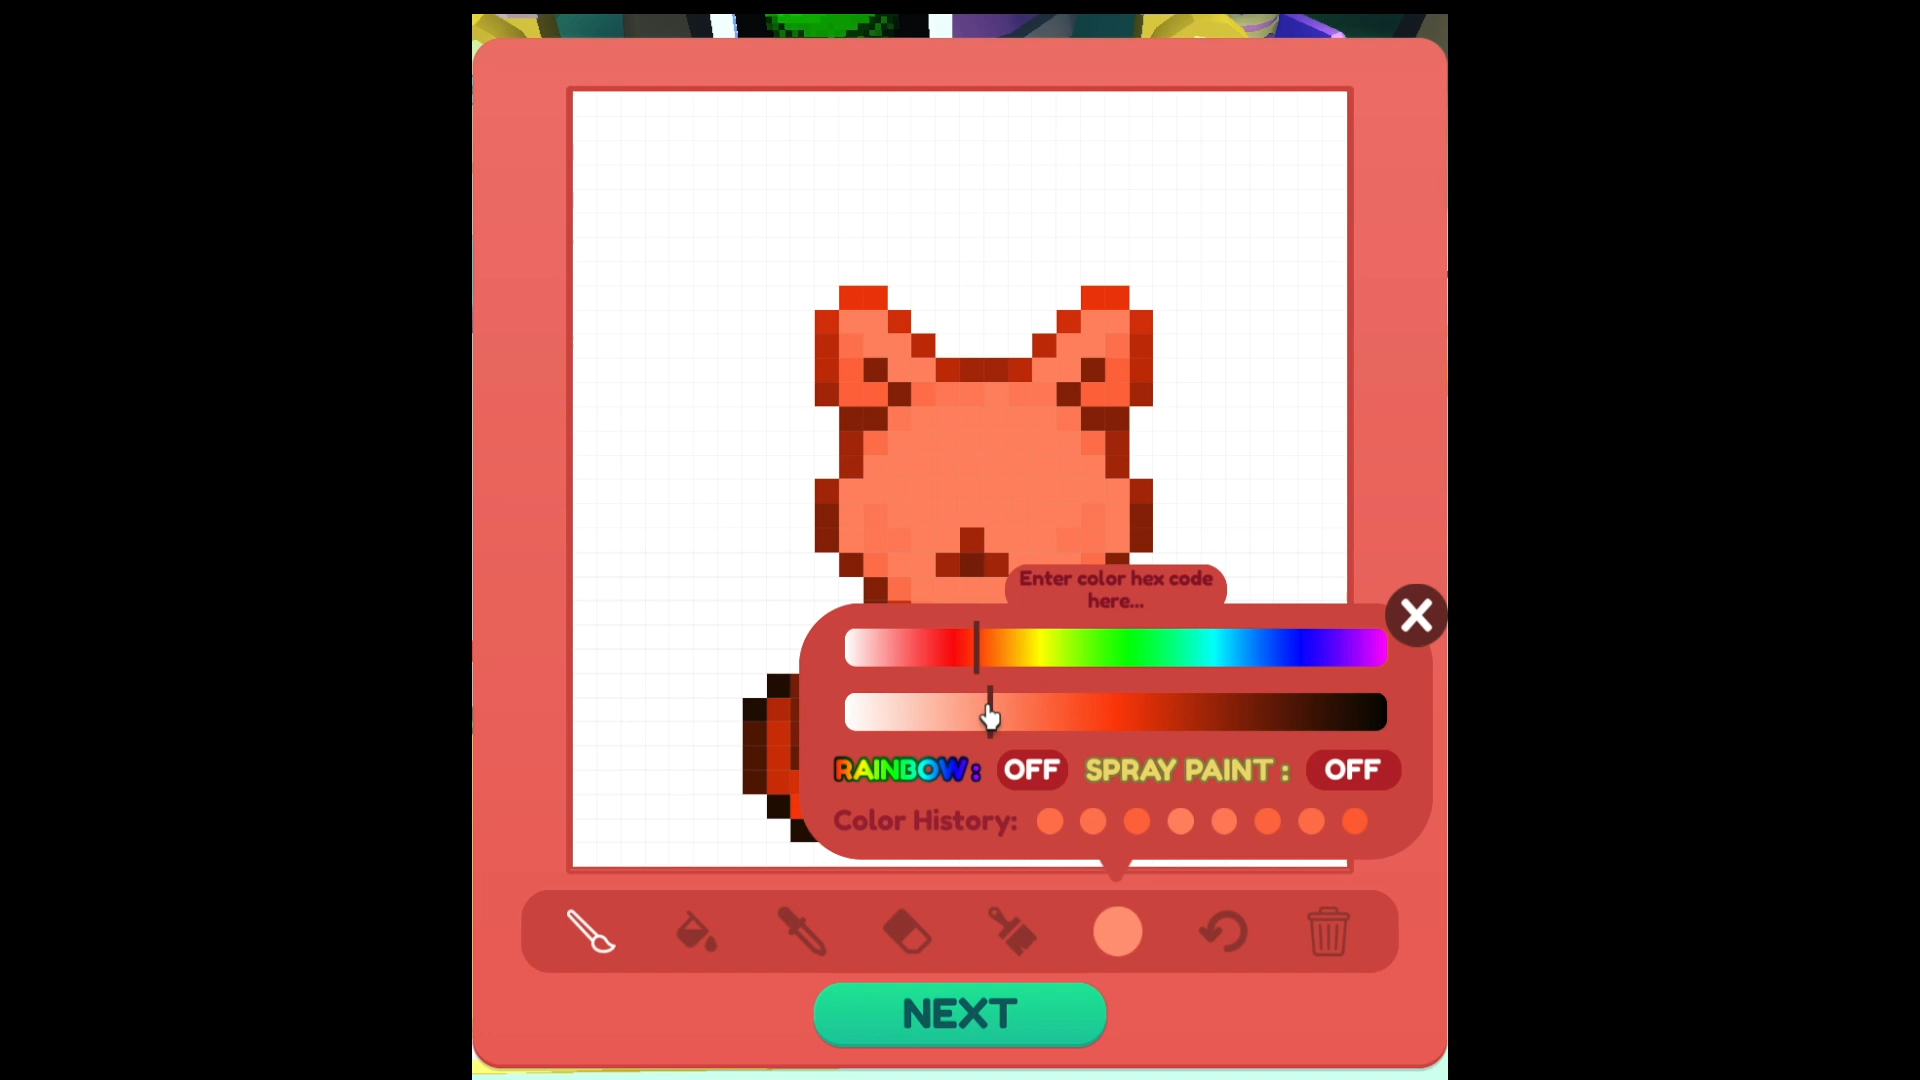 Enter color hex code
here...
RAINBOW: OFF SPRAY PAINT: OFF
Color History:
NEXT